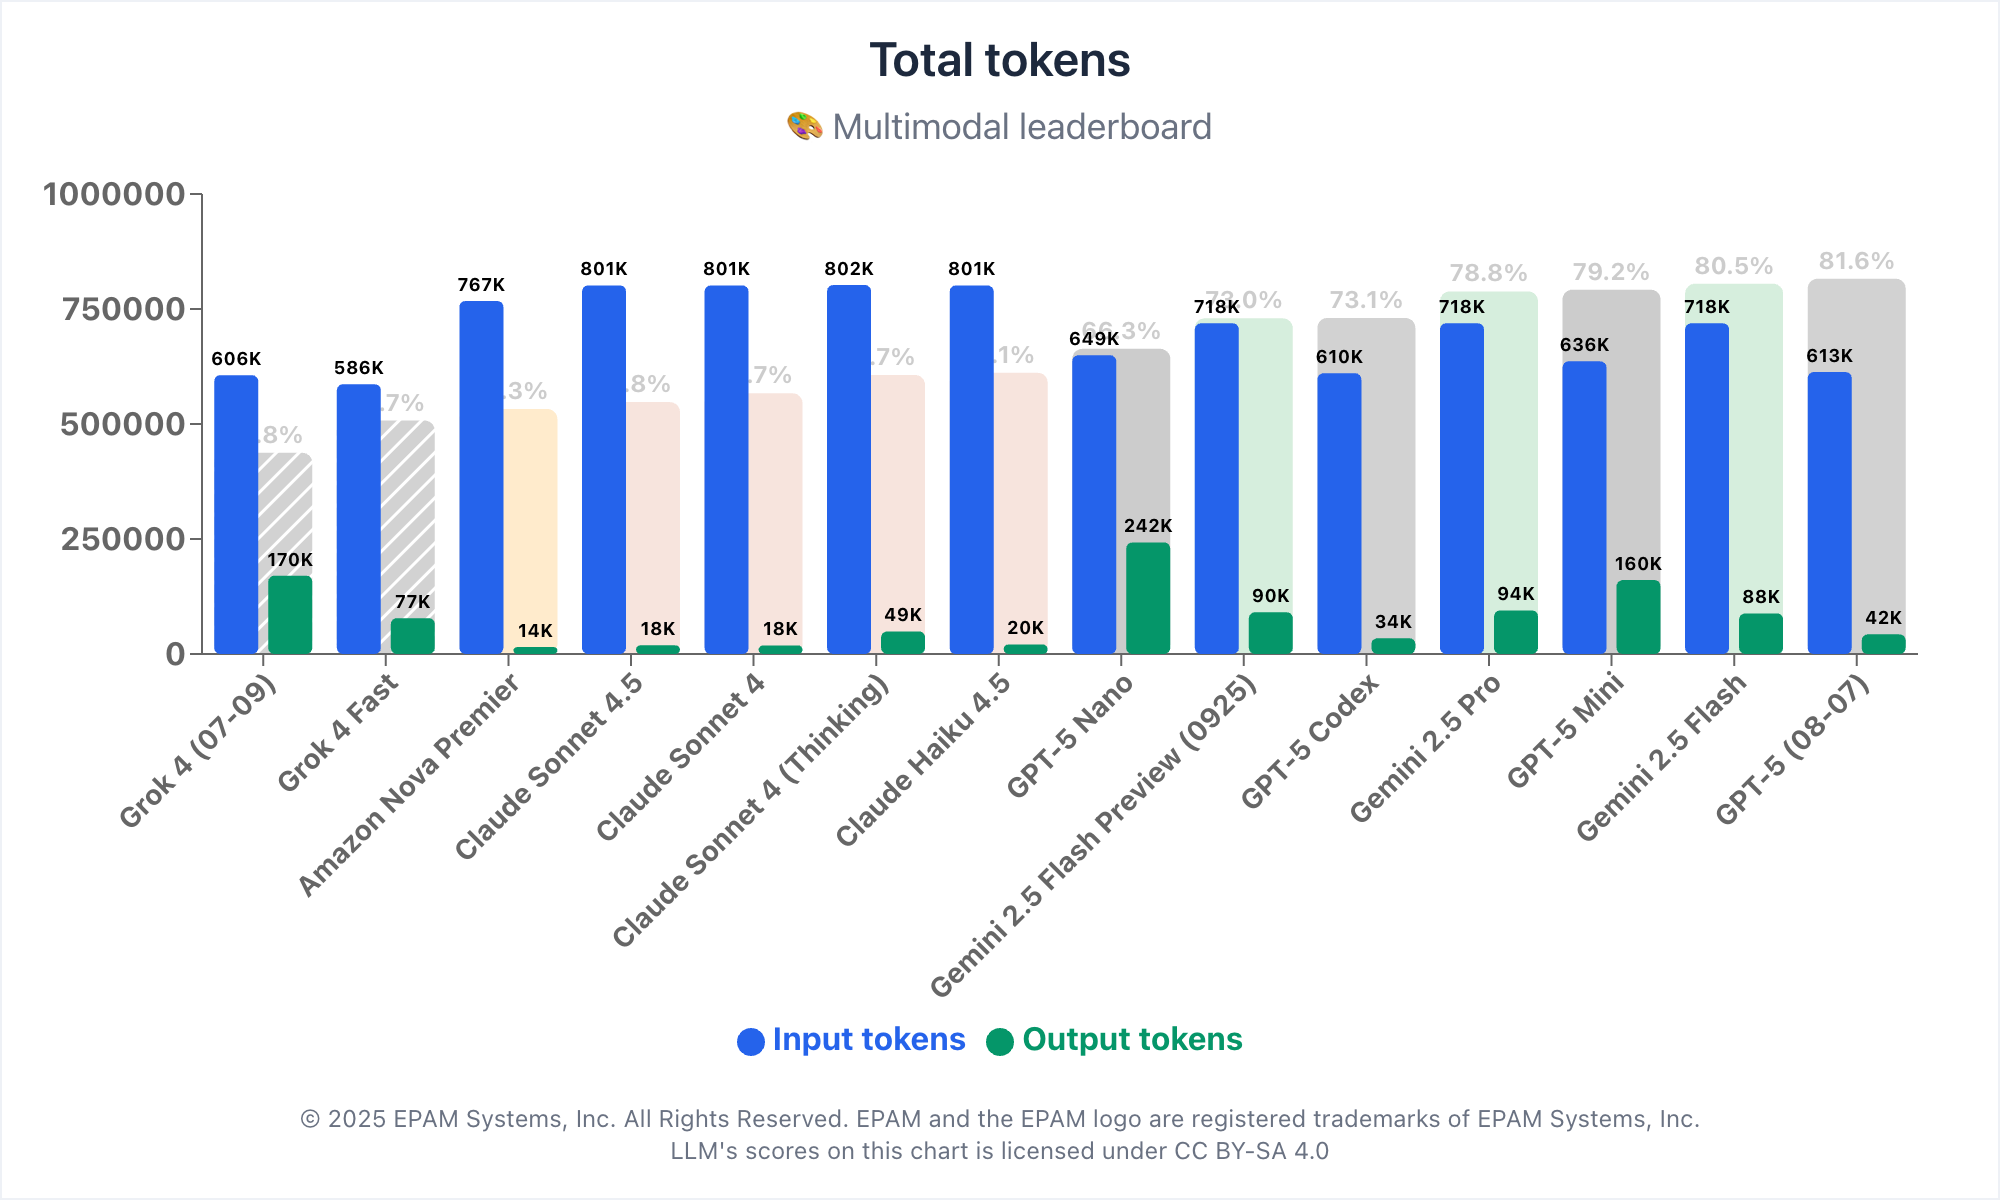 Total tokens
🎨 Multimodal leaderboard
1000000
750000
500000
250000
0
606K
586K
767K
801K
801K
802K
801K
649K
718K
610K
718K
636K
718K
613K
.8%
.7%
.3%
.8%
.7%
.7%
.1%
66.3%
73.0%
73.1%
78.8%
79.2%
80.5%
81.6%
170K
77K
14K
18K
18K
49K
20K
242K
90K
34K
94K
160K
88K
42K
Grok 4 (07-09)
Grok 4 Fast
Amazon Nova Premier
Claude Sonnet 4.5
Claude Sonnet 4
Claude Sonnet 4 (Thinking)
Claude Haiku 4.5
GPT-5 Nano
Gemini 2.5 Flash Preview (0925)
GPT-5 Codex
Gemini 2.5 Pro
GPT-5 Mini
Gemini 2.5 Flash
GPT-5 (08-07)
Input tokens Output tokens
© 2025 EPAM Systems, Inc. All Rights Reserved. EPAM and the EPAM logo are registered trademarks of EPAM Systems, Inc.
LLM's scores on this chart is licensed under CC BY-SA 4.0